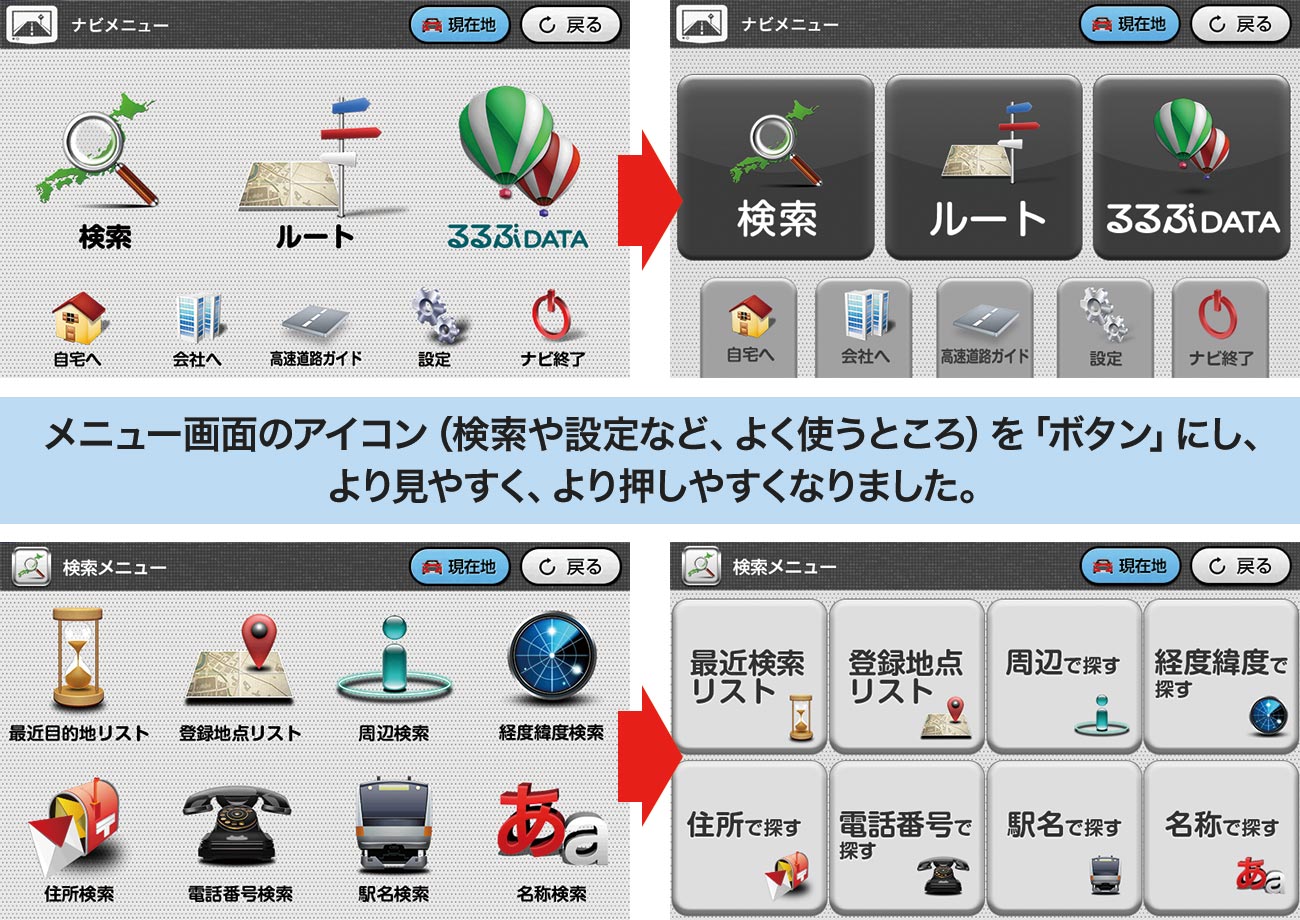 ナビメニュー
現在地
戻る
検索
ルート
るるぶDATA
自宅へ
会社へ
高速道路ガイド
設定
ナビ終了
ナビメニュー
現在地
戻る
検索
ルート
るるぶDATA
自宅へ
会社へ
高速道路ガイド
設定
ナビ終了
メニュー画面のアイコン（検索や設定など、よく使うところ）を「ボタン」にし、
より見やすく、より押しやすくなりました。
検索メニュー
現在地
戻る
最近目的地リスト
登録地点リスト
周辺検索
経度緯度検索
住所検索
電話番号検索
駅名検索
あa
名称検索
検索メニュー
現在地
戻る
最近検索
リスト
登録地点
リスト
周辺で探す
経度緯度で
探す
住所で探す
電話番号で
探す
駅名で探す
名称で探す
あa